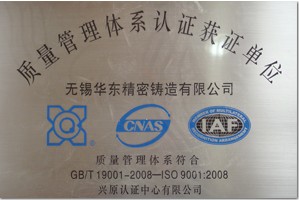 质量管理体系认证获证单位
无锡华东精密铸造有限公司
CNAS
IAF
质量管理体系符合
GB/T 19001–2008—ISO 9001:2008
兴原认证中心有限公司